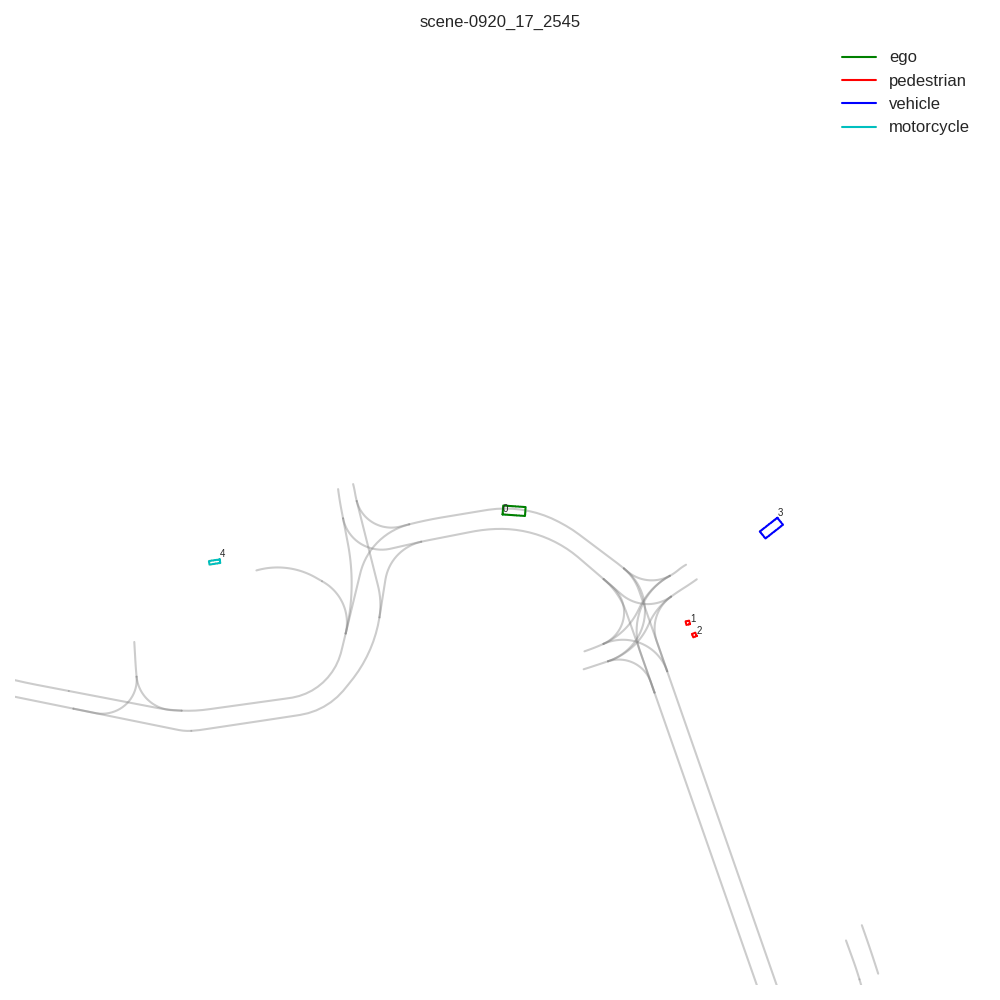 scene-0920_17_2545
ego
pedestrian
vehicle
motorcycle
0
3
4
1
2